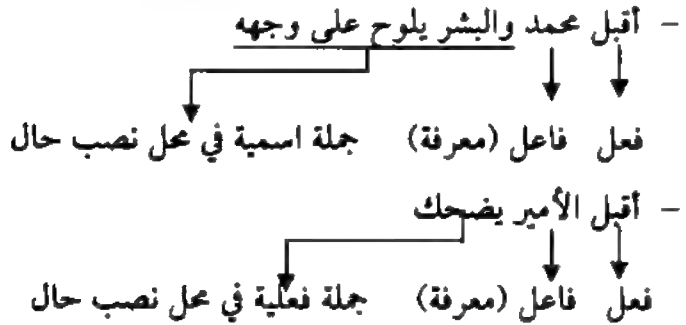 - أقبل محمد والبشر يلوح على وجهه
فعل فاعل (معرفة) جملة اسمية في محل نصب حال
- أقبل الأمير يضحك
فعل فاعل (معرفة) جملة فعلية في محل نصب حال